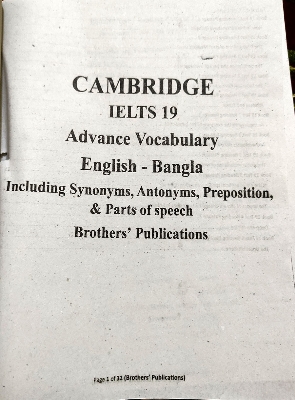 CAMBRIDGE
IELTS 19
Advance Vocabulary
English - Bangla
Including Synonyms, Antonyms, Preposition,
& Parts of speech
Brothers' Publications
Page 1 of 32 (Brothers' Publications)